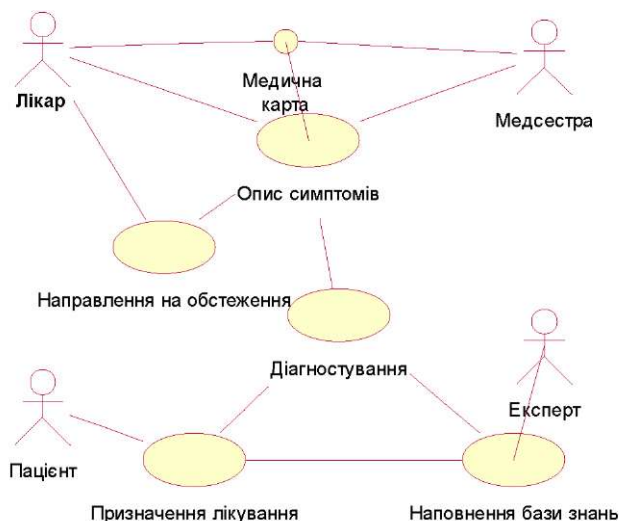 Медична
карта
Лікар
Медсестра
Опис симптомів
Направлення на обстеження
Діагностування
Експерт
Пацієнт
Призначення лікування
Наповнення бази знань